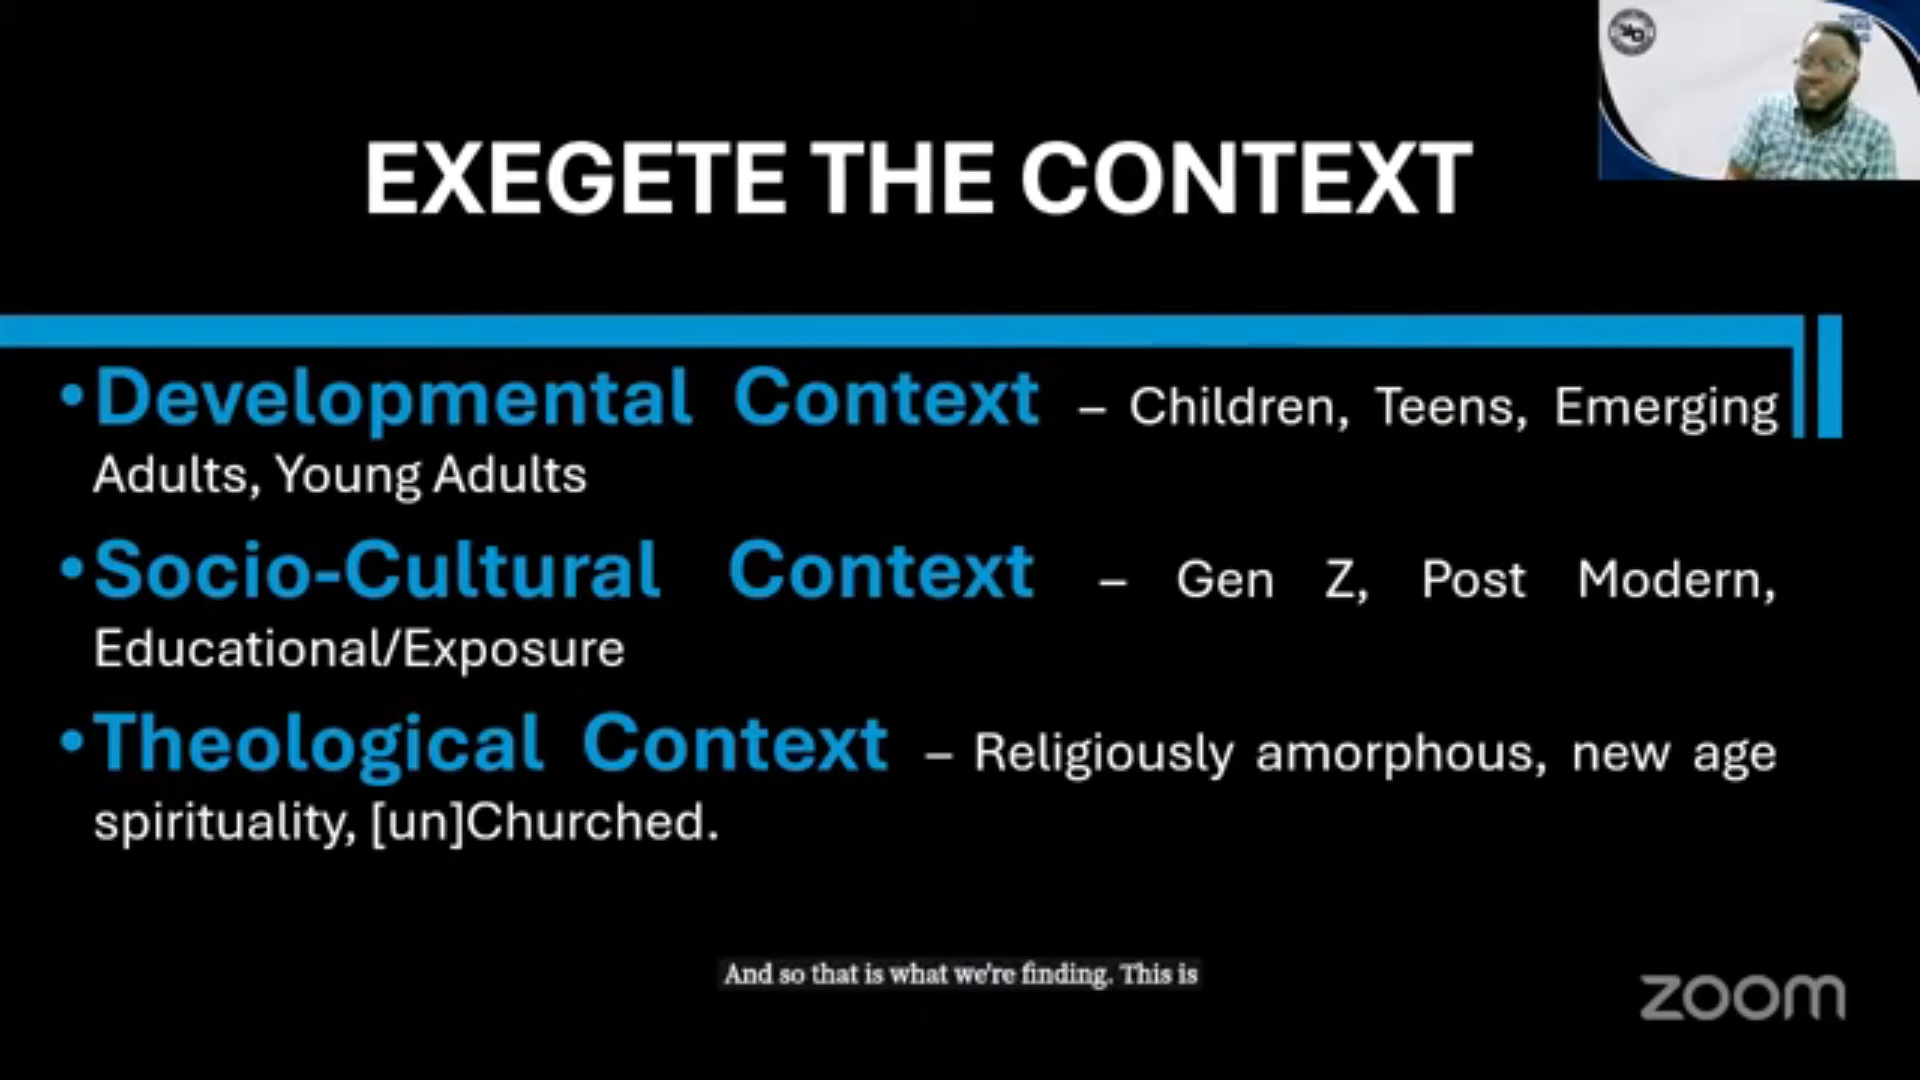 EXEGETE THE CONTEXT
•Developmental Context – Children, Teens, Emerging
Adults, Young Adults
•Socio-Cultural Context – Gen Z, Post Modern,
Educational/Exposure
•Theological Context – Religiously amorphous, new age
spirituality, [un]Churched.
And so that is what we're finding. This is
zoom